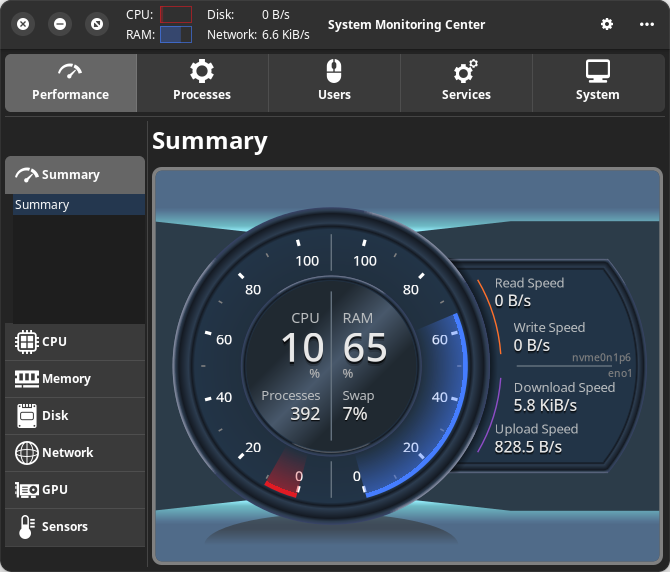 CPU: Disk: 0 B/s
System Monitoring Center
RAM: Network: 6.6 KiB/s
Performance Processes Users Services System
Summary
Summary
Summary
CPU
Memory
Disk
Network
GPU
Sensors
100 100
80 80
60 60
40 40
20 20
0 0
CPU RAM
10 65
% %
Processes Swap
392 7%
Read Speed
0 B/s
Write Speed
0 B/s
nvme0n1p6
eno1
Download Speed
5.8 KiB/s
Upload Speed
828.5 B/s